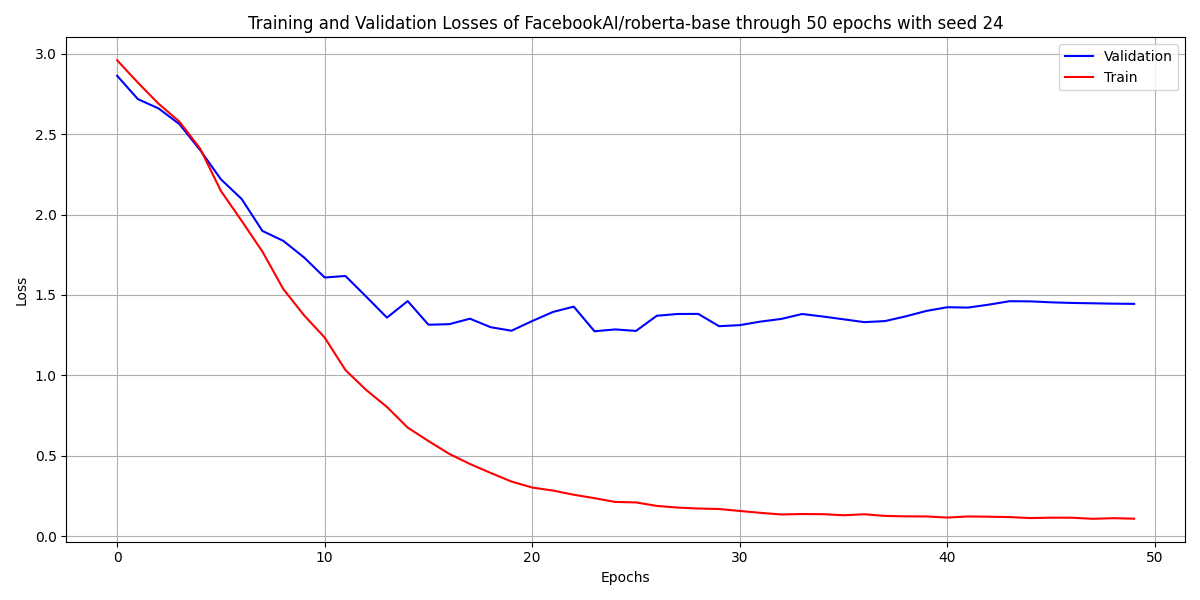 Training and Validation Losses of FacebookAI/roberta-base through 50 epochs with seed 24
Validation
Train
3.0
2.5
2.0
1.5
1.0
0.5
0.0
Loss
0
10
20
30
40
50
Epochs